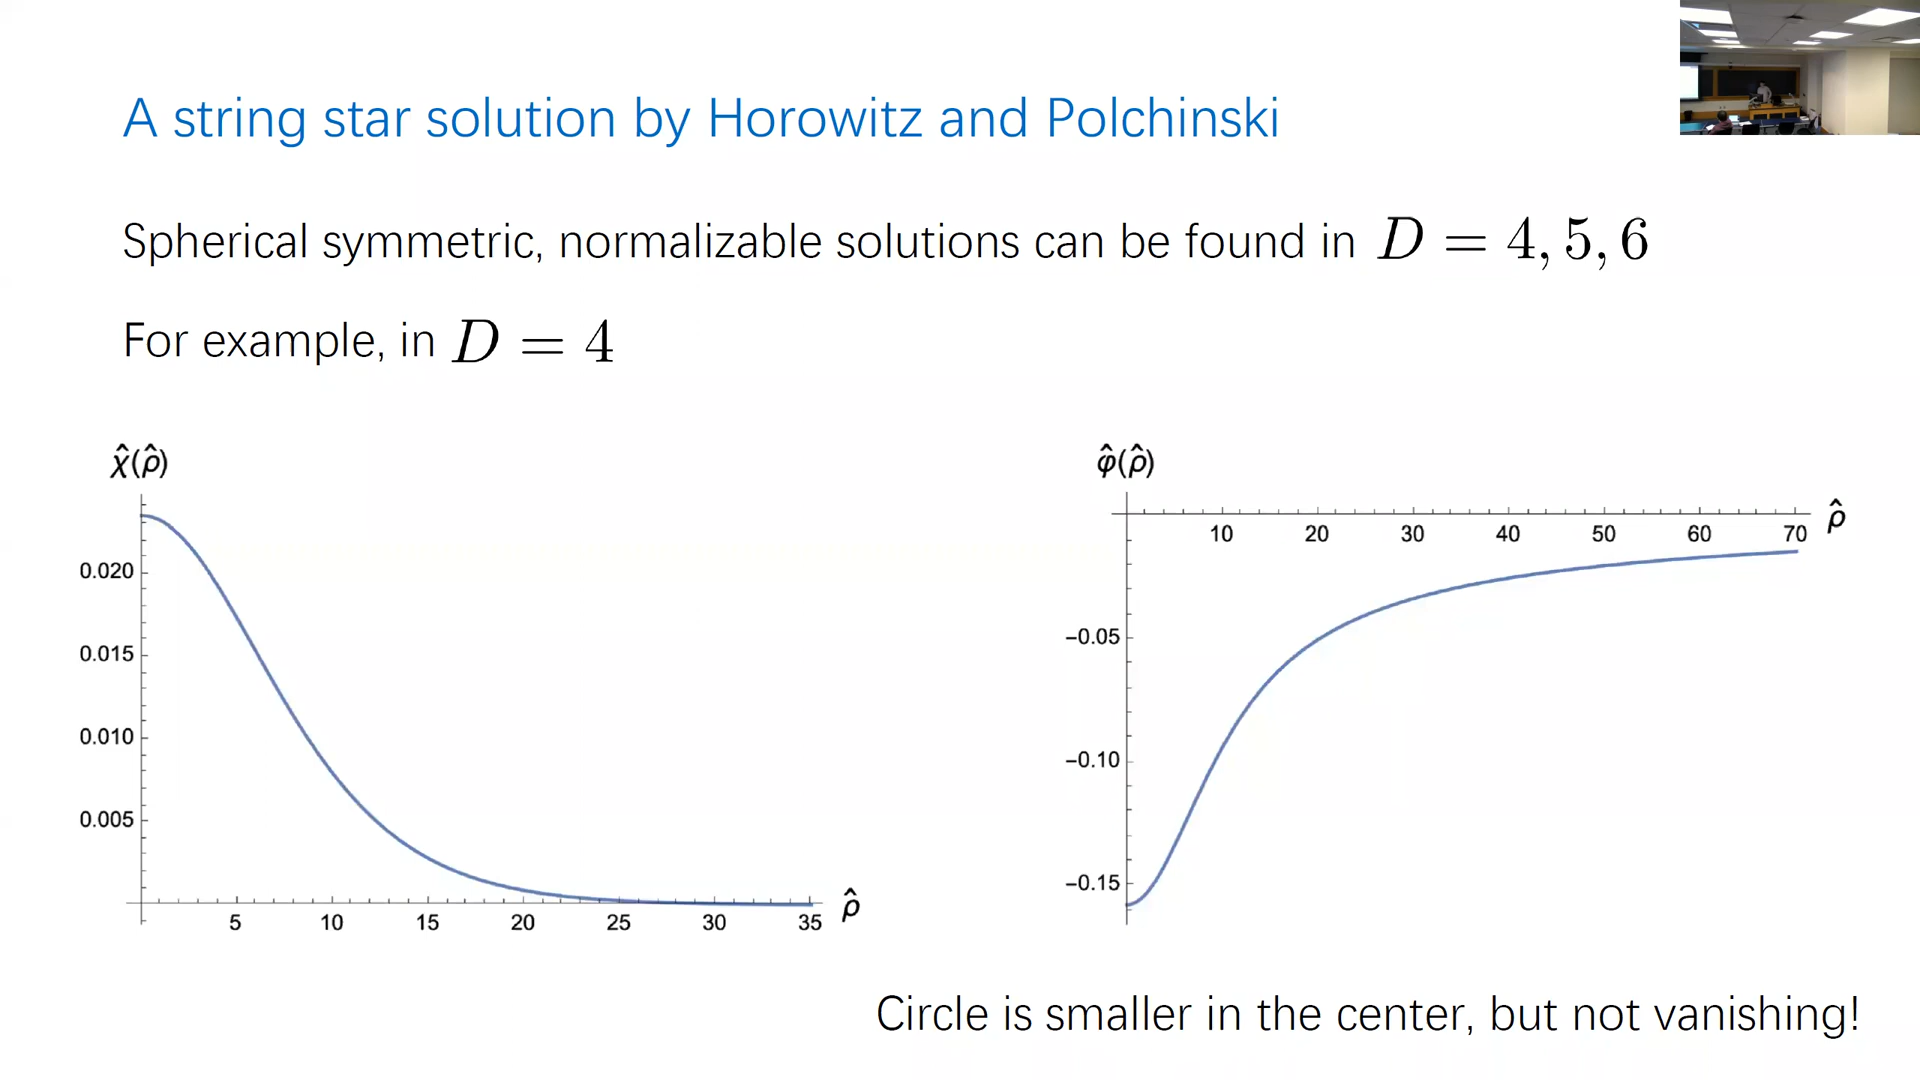 A string star solution by Horowitz and Polchinski
Spherical symmetric, normalizable solutions can be found in D = 4, 5, 6
For example, in D = 4
χ̂(ρ̂)
0.020
0.015
0.010
0.005
5 10 15 20 25 30 35 ρ̂
φ̂(ρ̂)
10 20 30 40 50 60 70 ρ̂
−0.05
−0.10
−0.15
Circle is smaller in the center, but not vanishing!